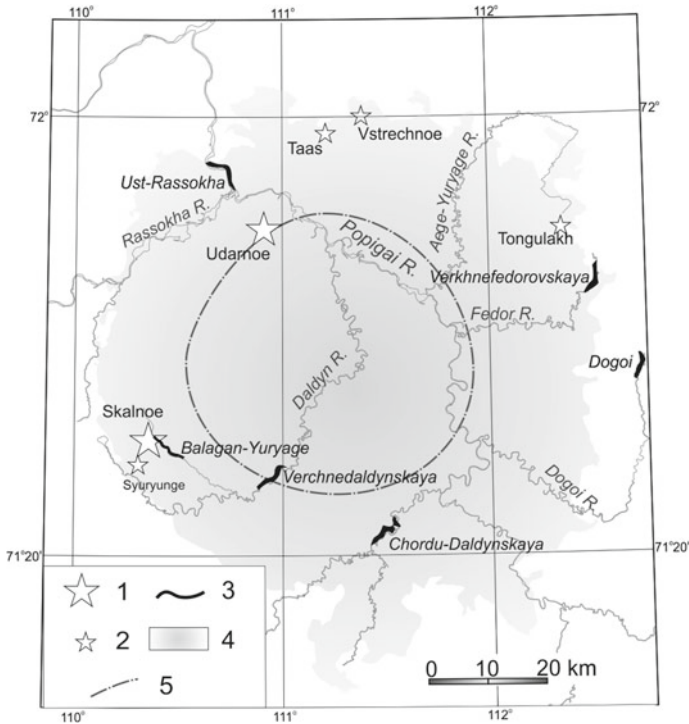 110°
111°
112°
72°
72°
Taas
Vstrechnoe
Ust-Rassokha
Rassokha R.
Udarnoe
Popigai R.
Aege-Yuryage R.
Tongulakh
Verkhnefedorovskaya
Fedor R.
Dogoi
Daldyn R.
Skalnoe
Balagan-Yuryage
Syuryunge
Verchnedaldynskaya
Dogoi R.
Chordu-Daldynskaya
71°20
71°20
1
3
2
4
5
0 10 20 km
110°
111°
112°